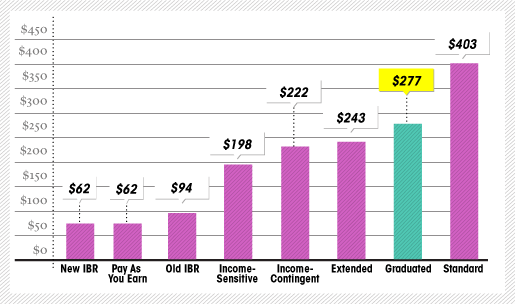 $450
$400
$350
$300
$250
$200
$150
$100
$50
$0
$62
$62
$94
$198
$222
$243
$277
$403
New IBR
Pay As
You Earn
Old IBR
Income-
Sensitive
Income-
Contingent
Extended
Graduated
Standard